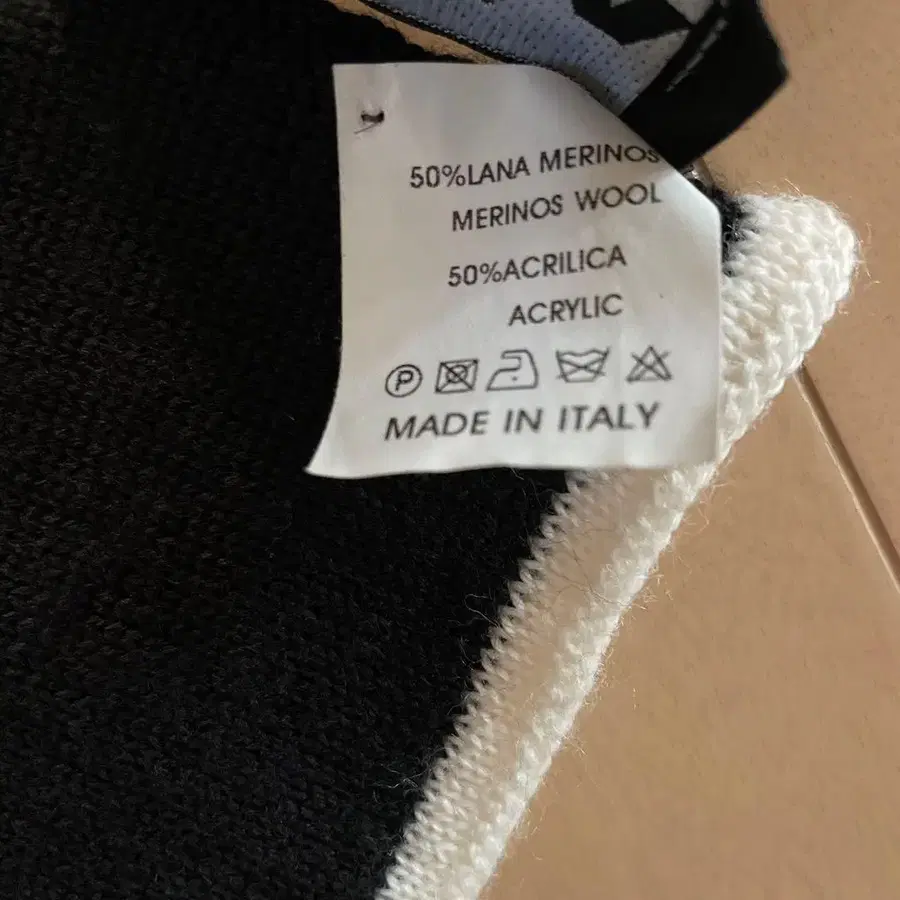 50%LANA MERINOS
MERINOS WOOL
50%ACRILICA
ACRYLIC
P
MADE IN ITALY